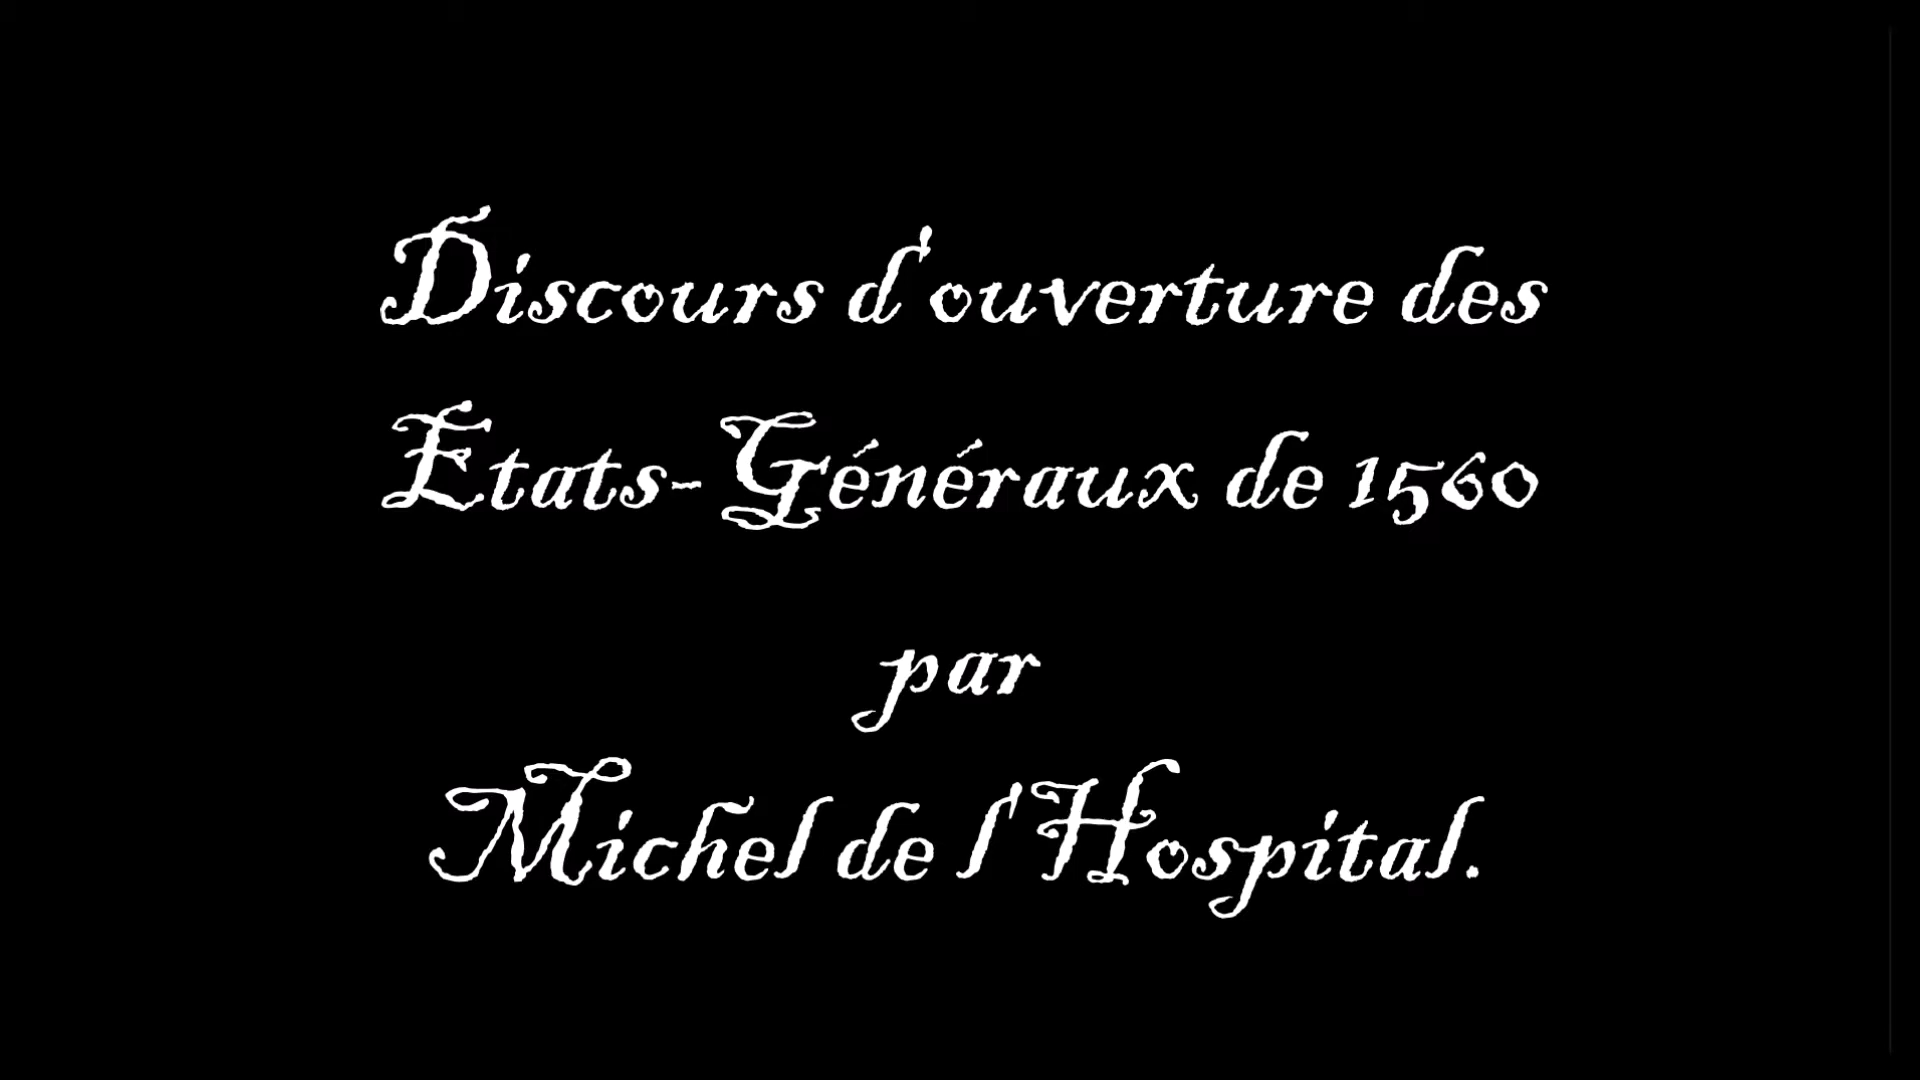 Discours d'ouverture des
Etats-Généraux de 1560
par
Michel de l'Hospital.